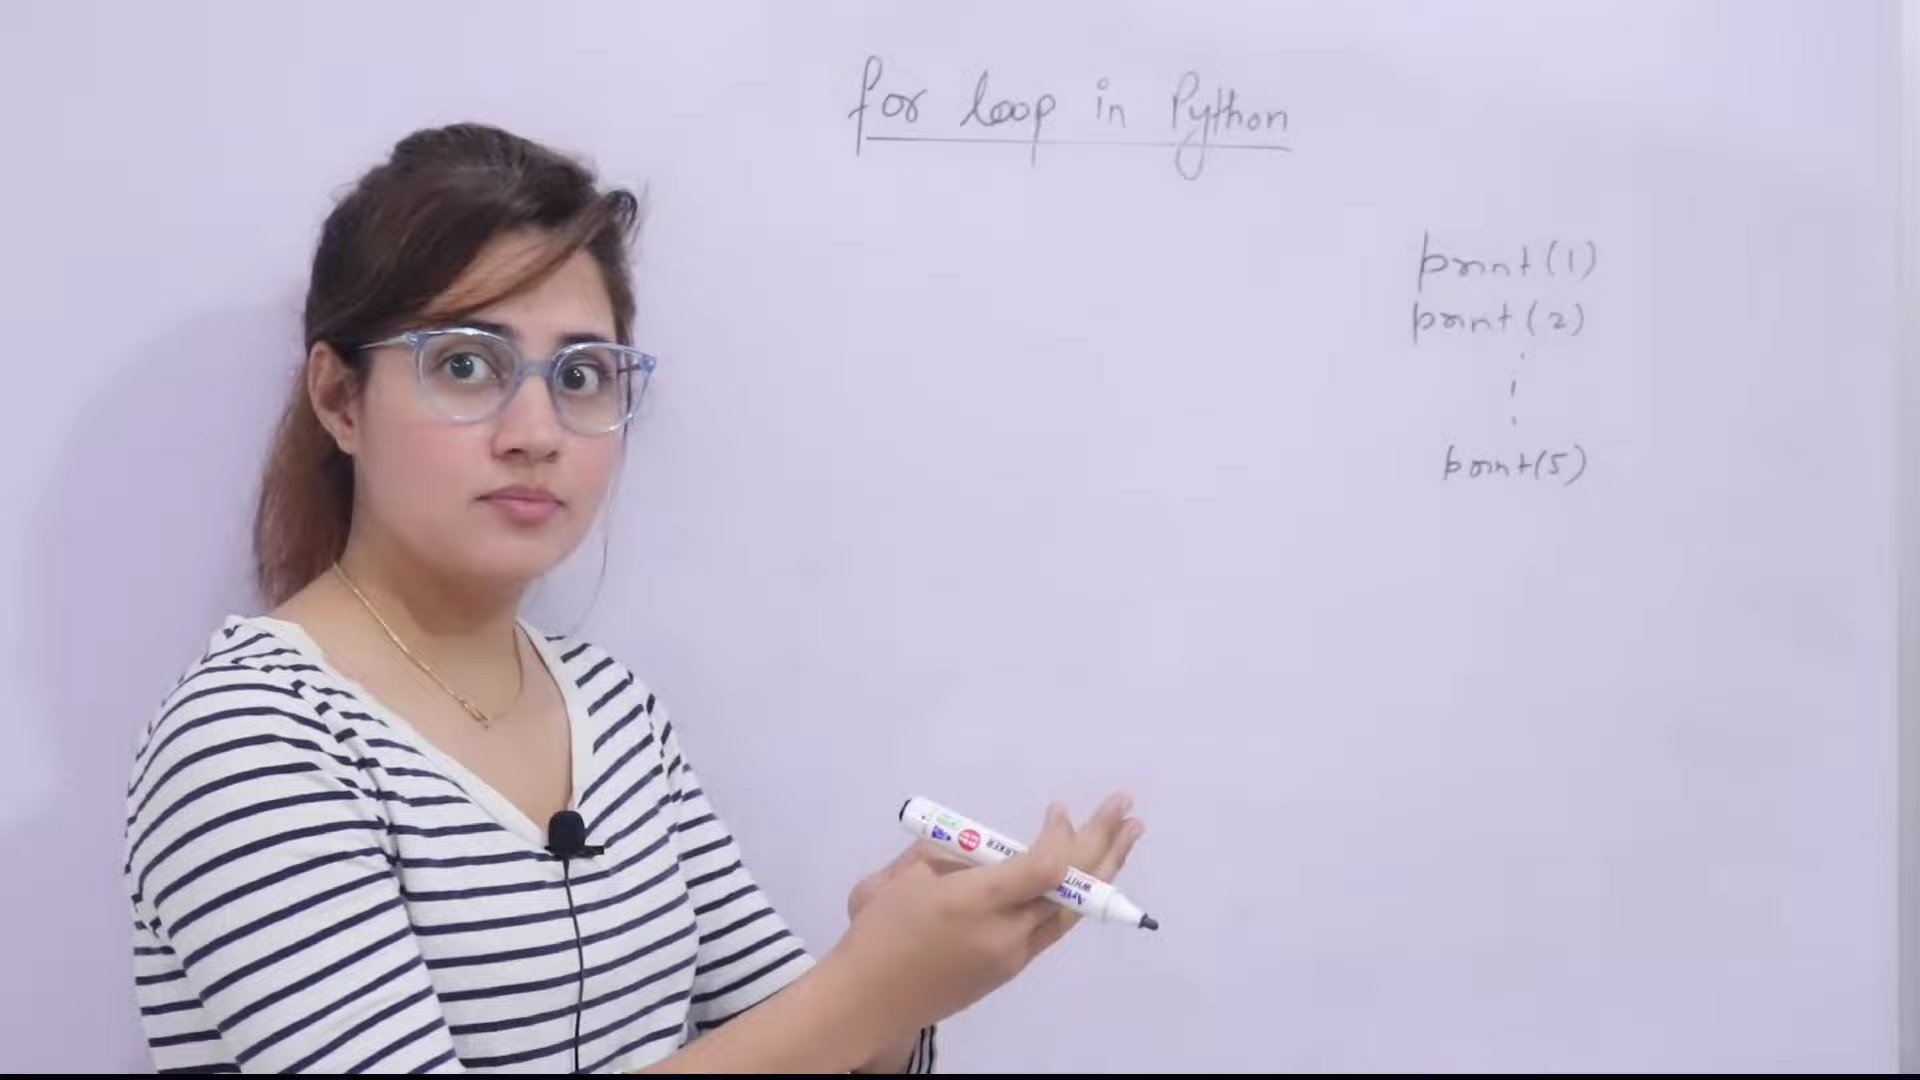 for loop in Python
print(1)
print(2)
print(5)